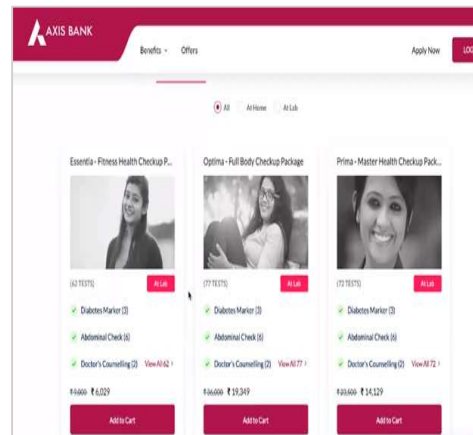 AXIS BANK
Benefits
Offers
Apply Now
LOG
All
At Home
At Lab
Essentia - Fitness Health Checkup P...
Optima - Full Body Checkup Package
Prima - Master Health Checkup Pack...
(62 TESTS)
At Lab
(77 TESTS)
At Lab
(72 TESTS)
At Lab
Diabetes Marker (3)
Diabetes Marker (3)
Diabetes Marker (3)
Abdominal Check (6)
Abdominal Check (6)
Abdominal Check (6)
Doctor's Counselling (2) View All 62 >
Doctor's Counselling (2) View All 77 >
Doctor's Counselling (2) View All 72 >
₹ 6,029
₹ 19,349
₹ 14,129
Add to Cart
Add to Cart
Add to Cart